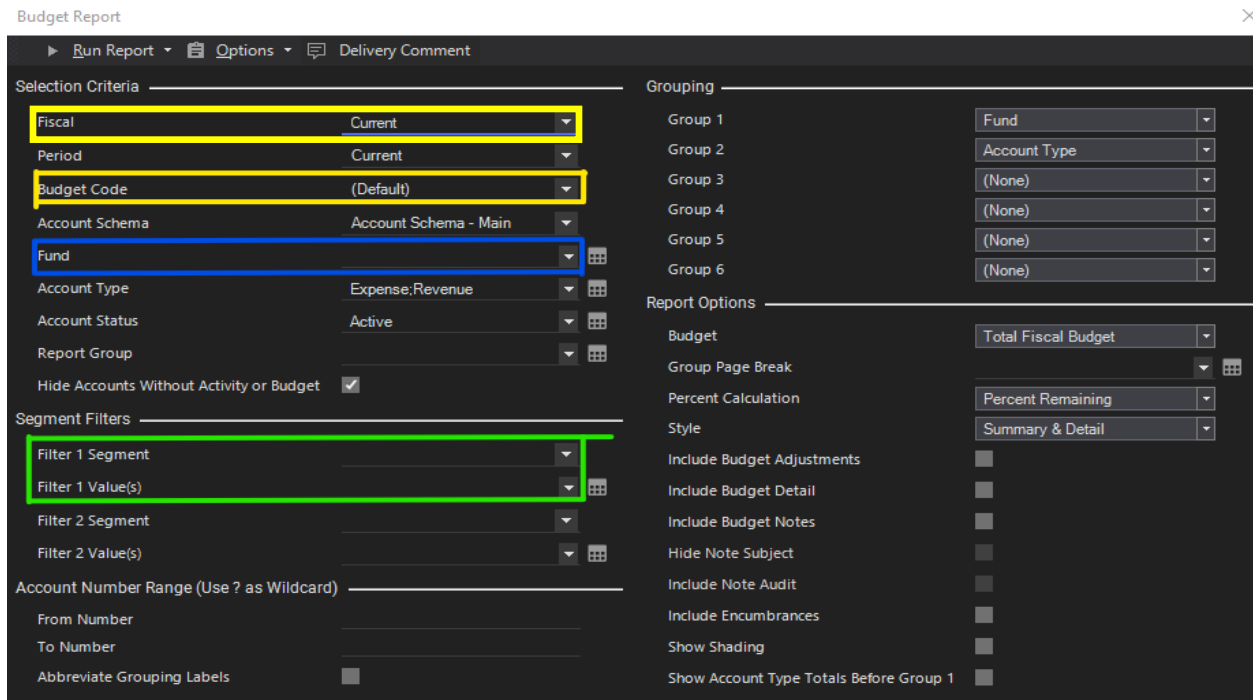 Budget Report
Run Report Options Delivery Comment
Selection Criteria
Fiscal Current
Period Current
Budget Code (Default)
Account Schema Account Schema - Main
Fund
Account Type Expense;Revenue
Account Status Active
Report Group
Hide Accounts Without Activity or Budget
Segment Filters
Filter 1 Segment
Filter 1 Value(s)
Filter 2 Segment
Filter 2 Value(s)
Account Number Range (Use ? as Wildcard)
From Number
To Number
Abbreviate Grouping Labels
Grouping
Group 1 Fund
Group 2 Account Type
Group 3 (None)
Group 4 (None)
Group 5 (None)
Group 6 (None)
Report Options
Budget Total Fiscal Budget
Group Page Break
Percent Calculation Percent Remaining
Style Summary & Detail
Include Budget Adjustments
Include Budget Detail
Include Budget Notes
Hide Note Subject
Include Note Audit
Include Encumbrances
Show Shading
Show Account Type Totals Before Group 1